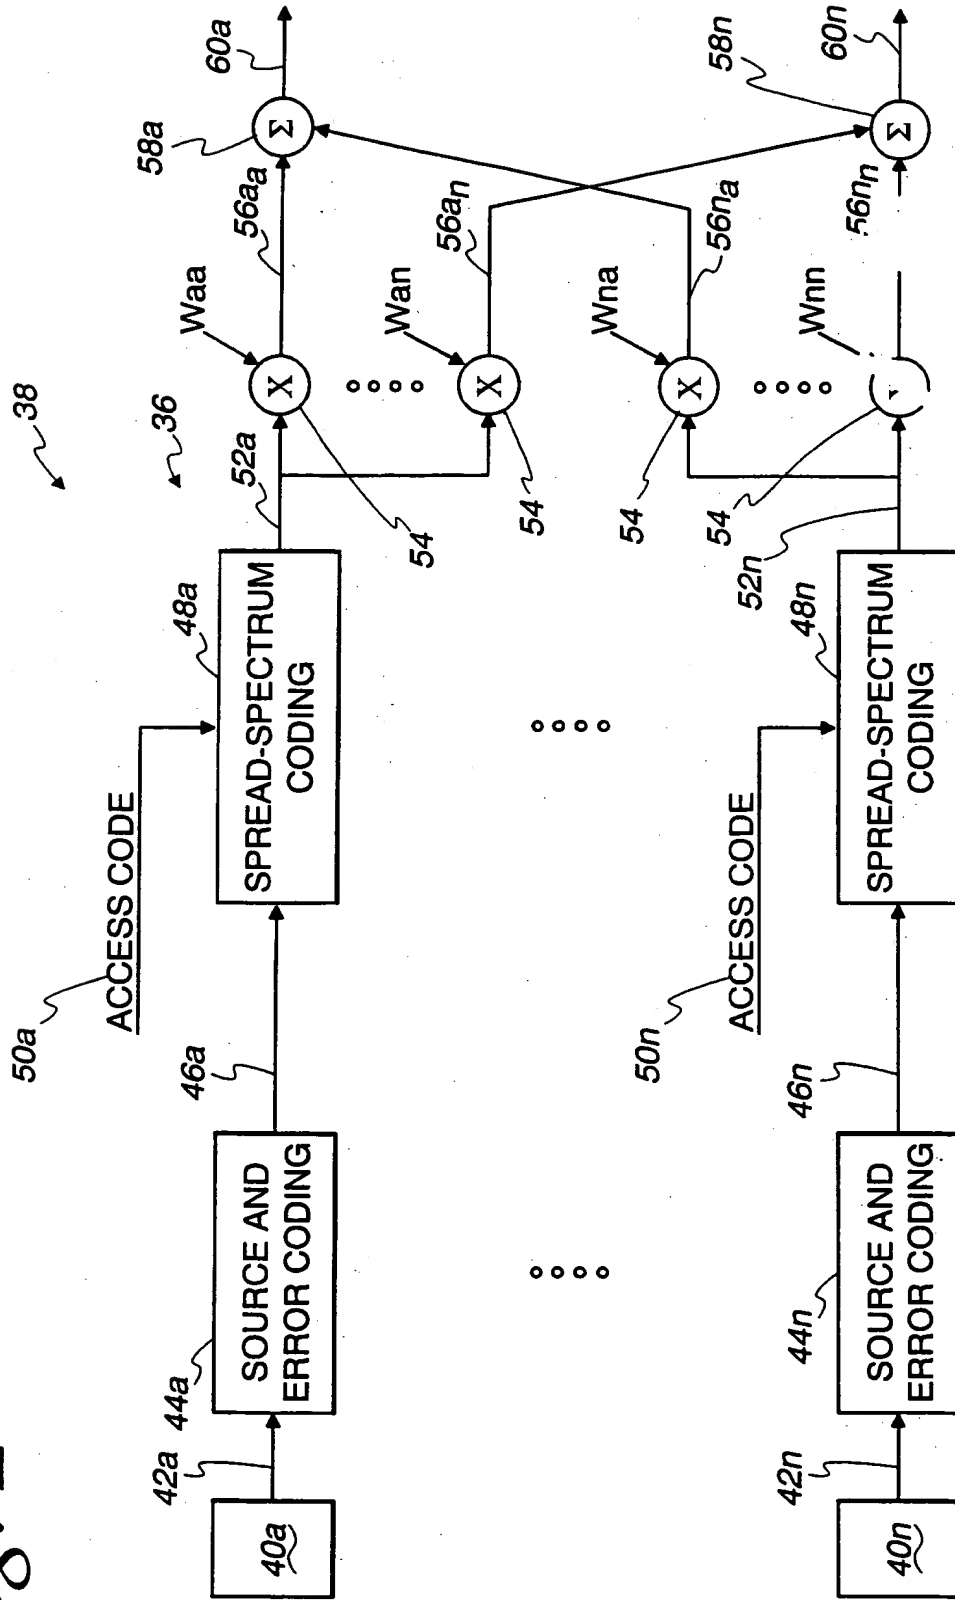 38
36
40a
42a
44a
SOURCE AND
ERROR CODING
46a
50a
ACCESS CODE
48a
SPREAD-SPECTRUM
CODING
52a
54
Waa
X
56aa
58a
Σ
60a
54
Wan
X
56an
54
Wna
X
56na
40n
42n
44n
SOURCE AND
ERROR CODING
46n
50n
ACCESS CODE
48n
SPREAD-SPECTRUM
CODING
52n
54
Wnn
56nn
58n
Σ
60n